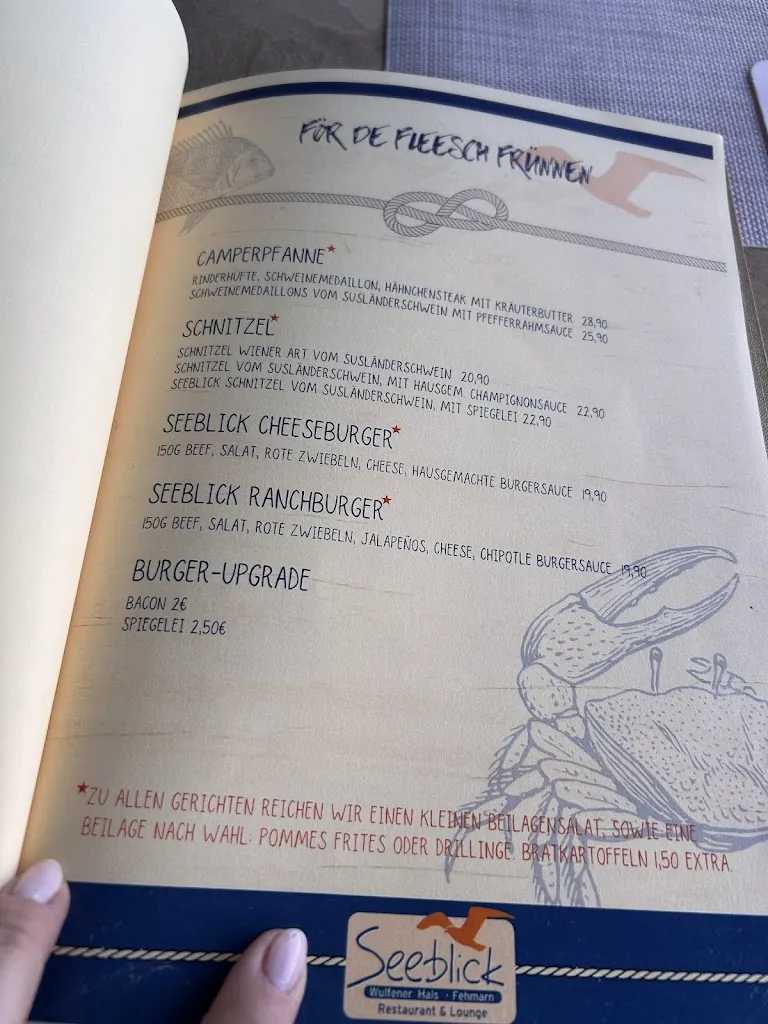 FÖR DE FLEESCH FRÜNNEN
CAMPERPFANNE*
RINDERHÜFTE, SCHWEINEMEDAILLON, HÄHNCHENSTEAK MIT KRÄUTERBUTTER 28,90
SCHWEINEMEDAILLONS VOM SUSLÄNDERSCHWEIN MIT PFEFFERRAHMSAUCE 25,90
SCHNITZEL*
SCHNITZEL WIENER ART VOM SUSLÄNDERSCHWEIN 20,90
SCHNITZEL VOM SUSLÄNDERSCHWEIN, MIT HAUSGEM. CHAMPIGNONSAUCE 22,90
SEEBLICK SCHNITZEL VOM SUSLÄNDERSCHWEIN, MIT SPIEGELEI 22,90
SEEBLICK CHEESEBURGER*
150G BEEF, SALAT, ROTE ZWIEBELN, CHEESE, HAUSGEMACHTE BURGERSAUCE 19,90
SEEBLICK RANCHBURGER*
150G BEEF, SALAT, ROTE ZWIEBELN, JALAPEÑOS, CHEESE, CHIPOTLE BURGERSAUCE 19,90
BURGER-UPGRADE
BACON 2€
SPIEGELEI 2,50€
*ZU ALLEN GERICHTEN REICHEN WIR EINEN KLEINEN BEILAGENSALAT, SOWIE EINE
BEILAGE NACH WAHL: POMMES FRITES ODER DRILLINGE. BRATKARTOFFELN 1,50 EXTRA.
Seeblick
Wulfener Hals · Fehmarn
Restaurant & Lounge